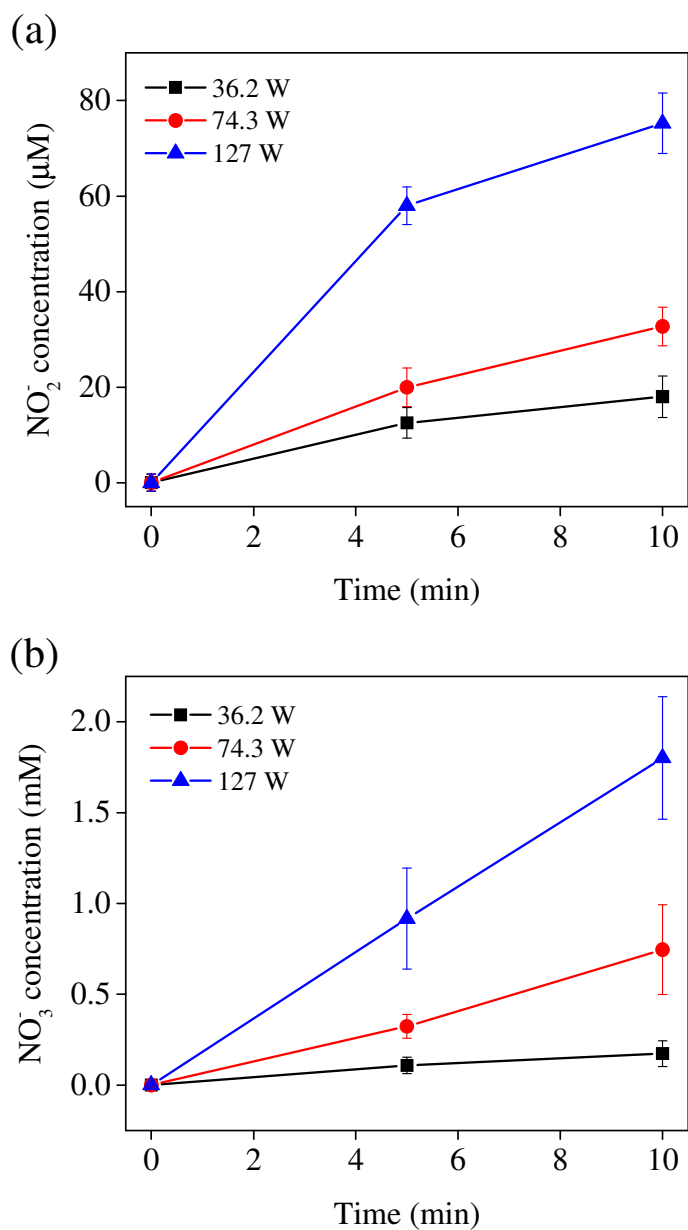 (a)
80
60
40
20
0
NO₂⁻ concentration (μM)
36.2 W
74.3 W
127 W
0 2 4 6 8 10
Time (min)
(b)
2.0
1.5
1.0
0.5
0.0
NO₃⁻ concentration (mM)
36.2 W
74.3 W
127 W
0 2 4 6 8 10
Time (min)